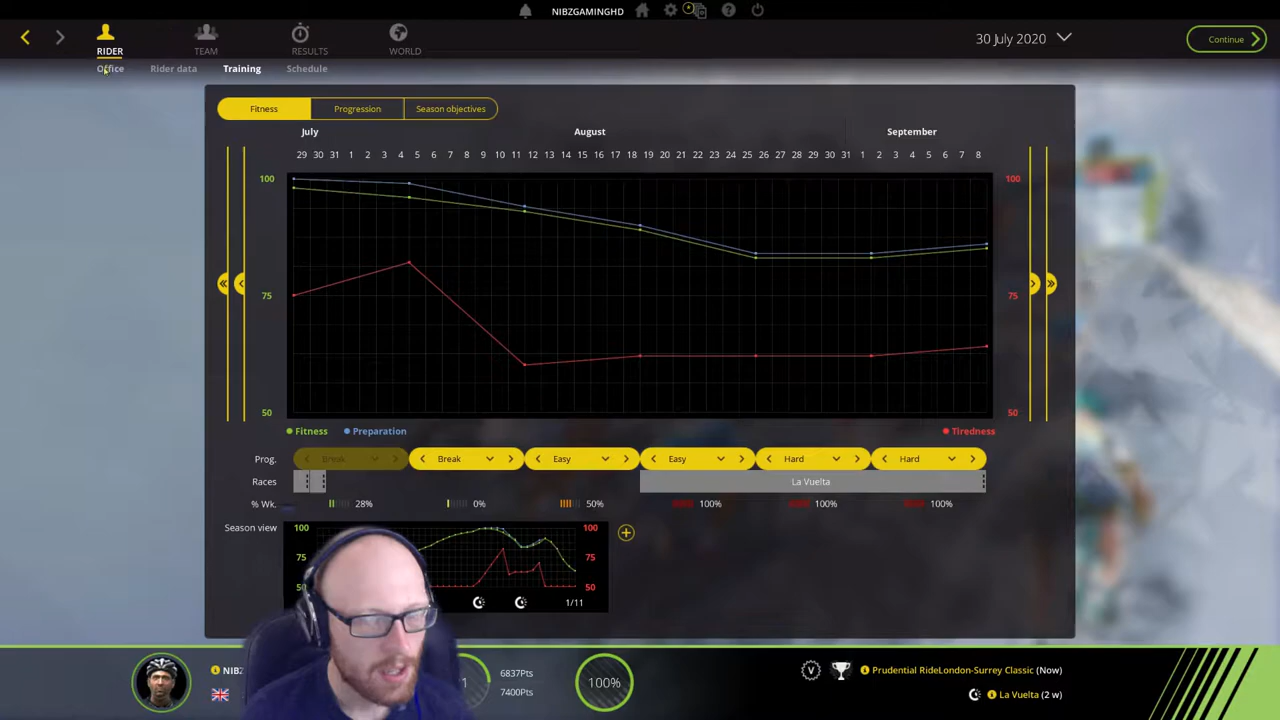 NIBZGAMINGHD
RIDER
TEAM
RESULTS
WORLD
30 July 2020
Continue
Office
Rider data
Training
Schedule
Fitness
Progression
Season objectives
July
August
September
29 30 31 1 2 3 4 5 6 7 8 9 10 11 12 13 14 15 16 17 18 19 20 21 22 23 24 25 26 27 28 29 30 31 1 2 3 4 5 6 7 8
100
100
75
75
50
50
Fitness
Preparation
Tiredness
Prog.
Break
Break
Easy
Easy
Hard
Hard
Races
La Vuelta
% Wk.
28%
0%
50%
100%
100%
100%
Season view
100
100
75
75
50
50
1/11
NIBZ
1
6837Pts
7400Pts
100%
V
Prudential RideLondon-Surrey Classic (Now)
La Vuelta (2 w)